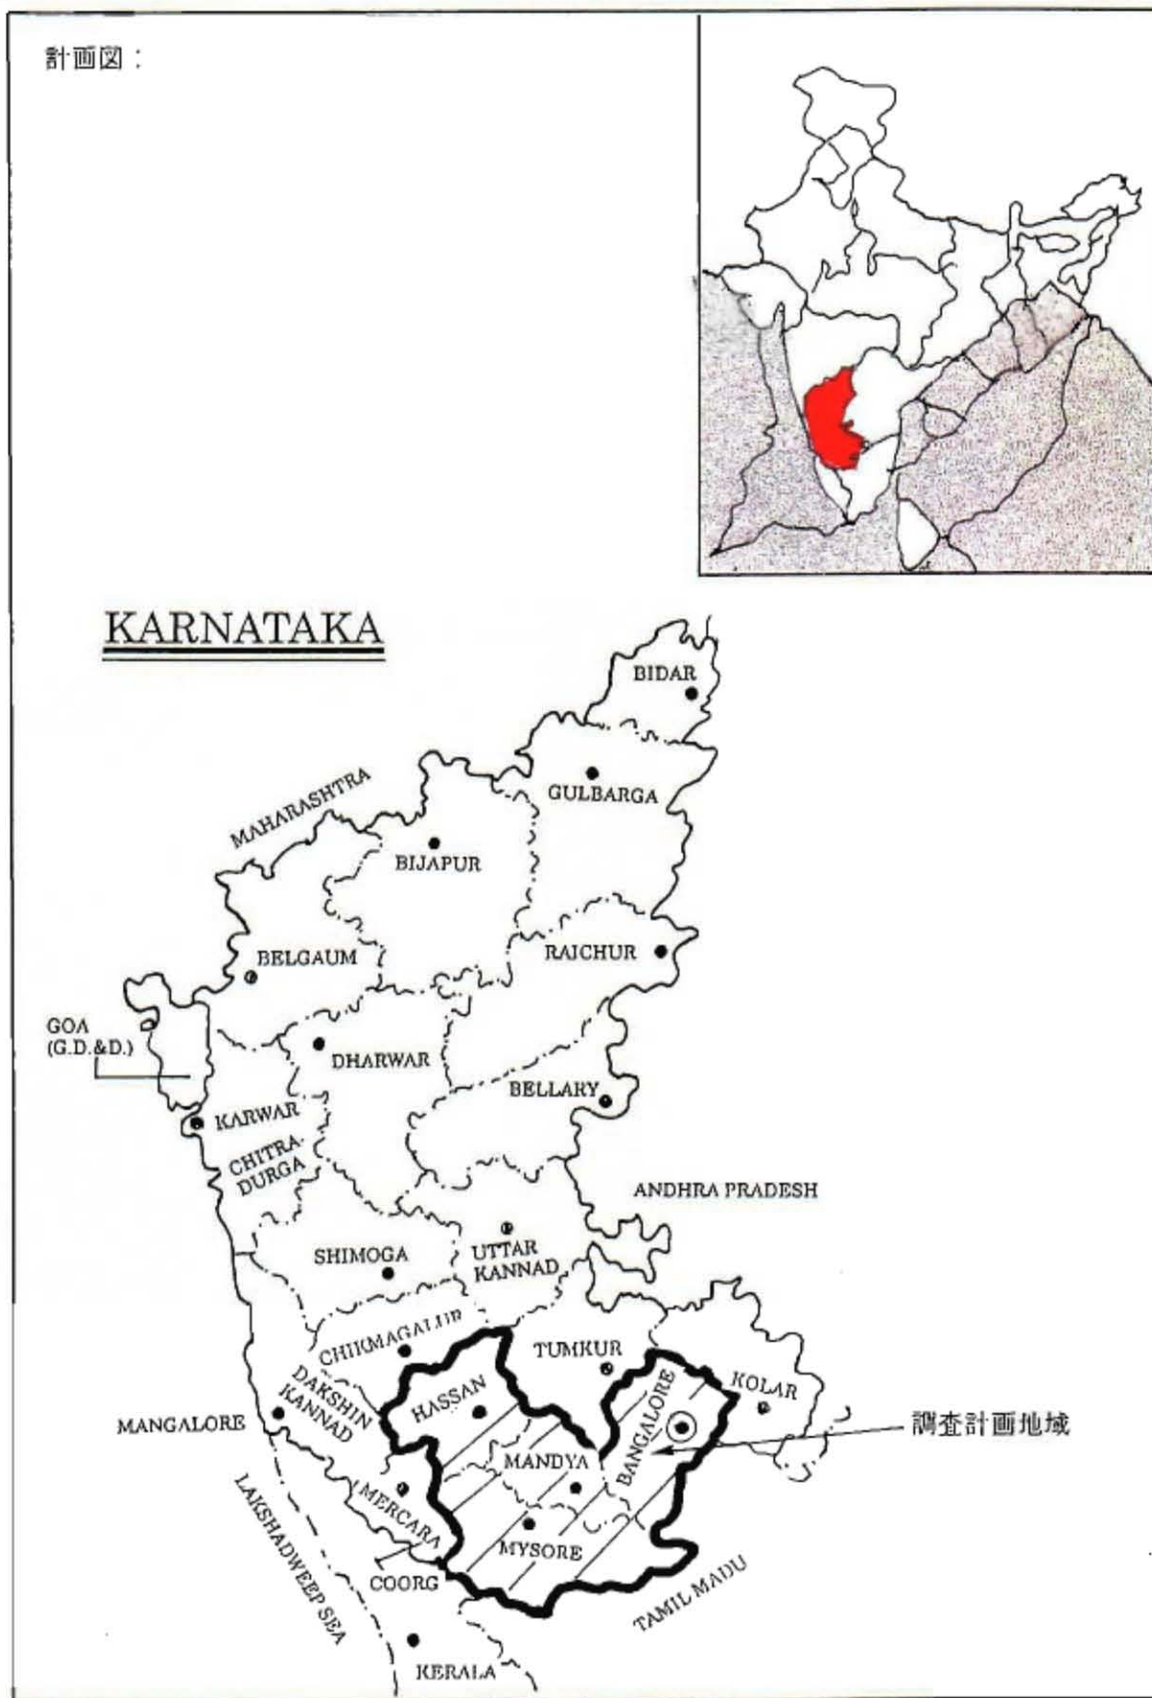 計画図：
KARNATAKA
BIDAR
GULBARGA
MAHARASHTRA
BIJAPUR
RAICHUR
BELGAUM
GOA
(G.D.&D.)
DHARWAR
BELLARY
KARWAR
CHITRA-
DURGA
ANDHRA PRADESH
SHIMOGA
UTTAR
KANNAD
CHIKMAGALUR
TUMKUR
KOLAR
DAKSHIN
KANNAD
HASSAN
BANGALORE
MANGALORE
調査計画地域
MANDYA
MERCARA
MYSORE
COORG
LAKSHADWEEP SEA
TAMIL MADU
KERALA